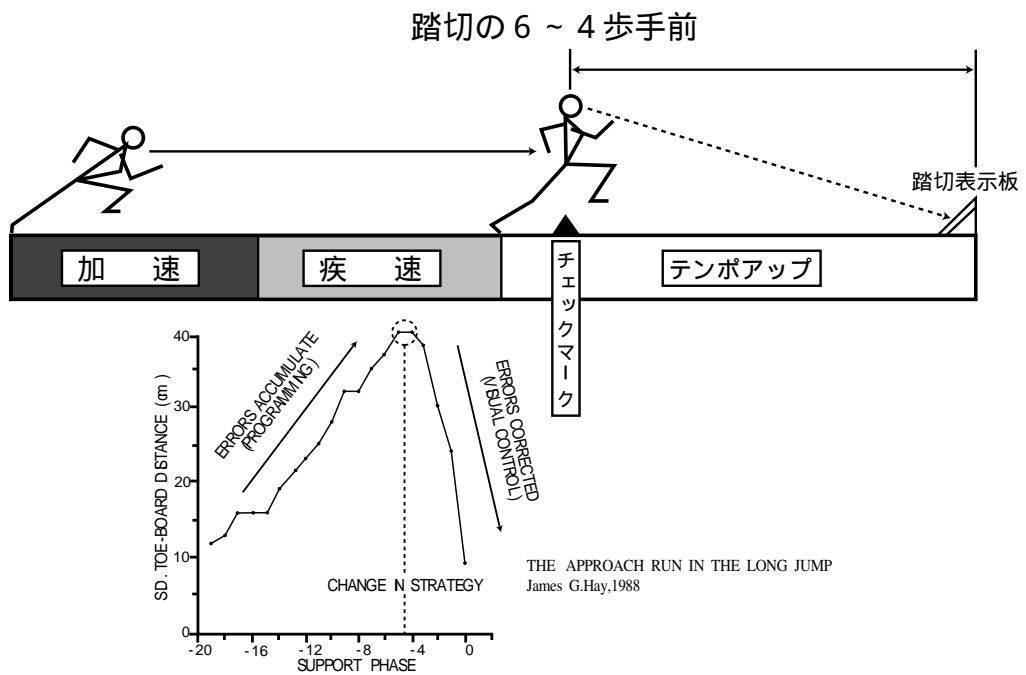 踏切の６~４歩手前
踏切表示板
加　速
疾　速
テンポアップ
チェックマーク
40
30
20
10
0
SD. TOE-BOARD DISTANCE (cm)
ERRORS ACCUMULATE
(PROGRAMMING)
ERRORS CORRECTED
(VISUAL CONTROL)
CHANGE IN STRATEGY
-20
-16
-12
-8
-4
0
SUPPORT PHASE
THE APPROACH RUN IN THE LONG JUMP
James G.Hay,1988